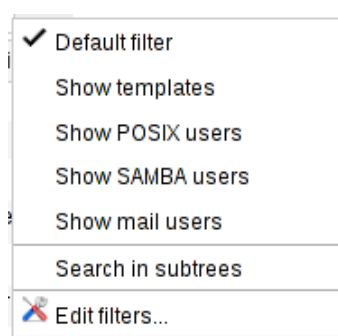 Default filter
Show templates
Show POSIX users
Show SAMBA users
Show mail users
Search in subtrees
Edit filters...